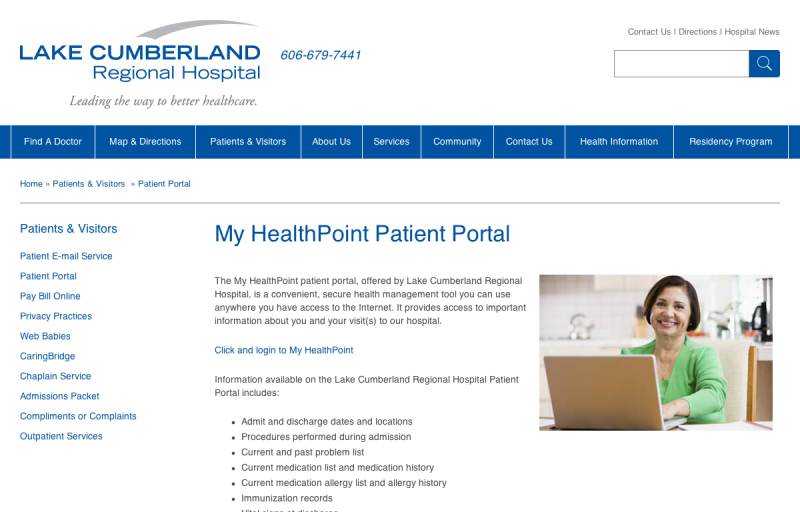 Contact Us | Directions | Hospital News
LAKE CUMBERLAND
Regional Hospital
606-679-7441
Leading the way to better healthcare.
Find A Doctor Map & Directions Patients & Visitors About Us Services Community Contact Us Health Information Residency Program
Home » Patients & Visitors » Patient Portal
Patients & Visitors
Patient E-mail Service
Patient Portal
Pay Bill Online
Privacy Practices
Web Babies
CaringBridge
Chaplain Service
Admissions Packet
Compliments or Complaints
Outpatient Services
My HealthPoint Patient Portal
The My HealthPoint patient portal, offered by Lake Cumberland Regional
Hospital, is a convenient, secure health management tool you can use
anywhere you have access to the Internet. It provides access to important
information about you and your visit(s) to our hospital.
Click and login to My HealthPoint
Information available on the Lake Cumberland Regional Hospital Patient
Portal includes:
Admit and discharge dates and locations
Procedures performed during admission
Current and past problem list
Current medication list and medication history
Current medication allergy list and allergy history
Immunization records
Vital signs at discharge